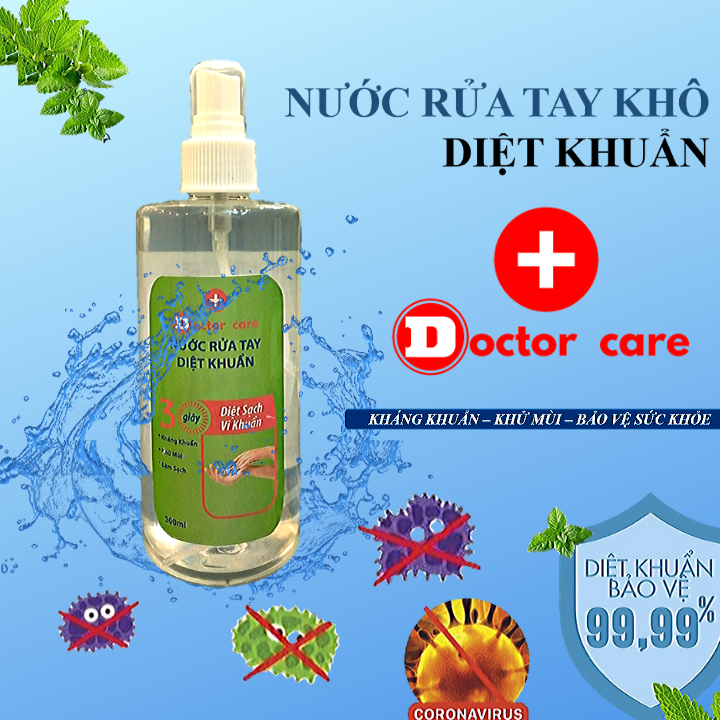 NƯỚC RỬA TAY KHÔ
DIỆT KHUẨN
Doctor care
KHÁNG KHUẨN – KHỬ MÙI – BẢO VỆ SỨC KHỎE
Doctor care
NƯỚC RỬA TAY
DIỆT KHUẨN
3 giây
Diệt Sạch
Vi Khuẩn
* Kháng Khuẩn
* Khử Mùi
* Làm Sạch
300ml
DIỆT KHUẨN
BẢO VỆ
99,99%
CORONAVIRUS